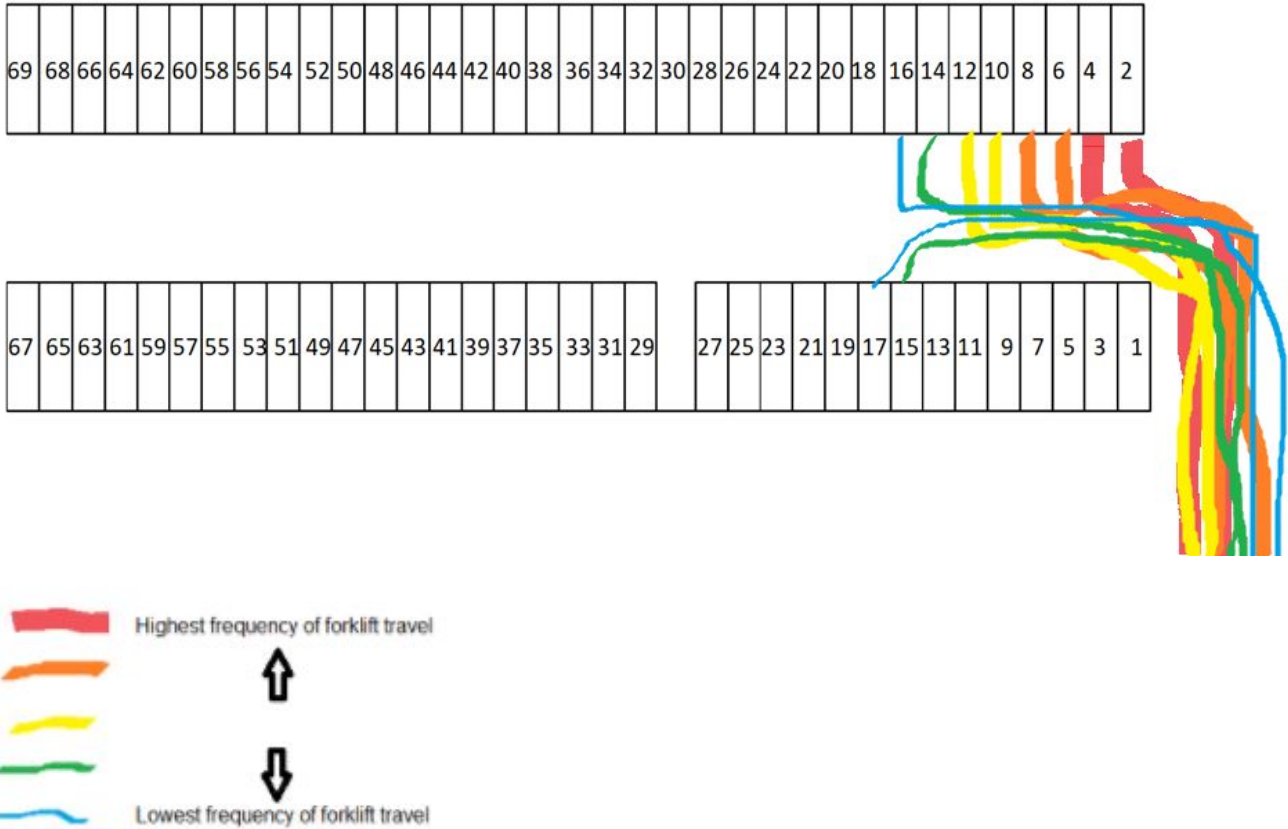 69 68 66 64 62 60 58 56 54 52 50 48 46 44 42 40 38 36 34 32 30 28 26 24 22 20 18 16 14 12 10 8 6 4 2
67 65 63 61 59 57 55 53 51 49 47 45 43 41 39 37 35 33 31 29 27 25 23 21 19 17 15 13 11 9 7 5 3 1
Highest frequency of forklift travel
Lowest frequency of forklift travel